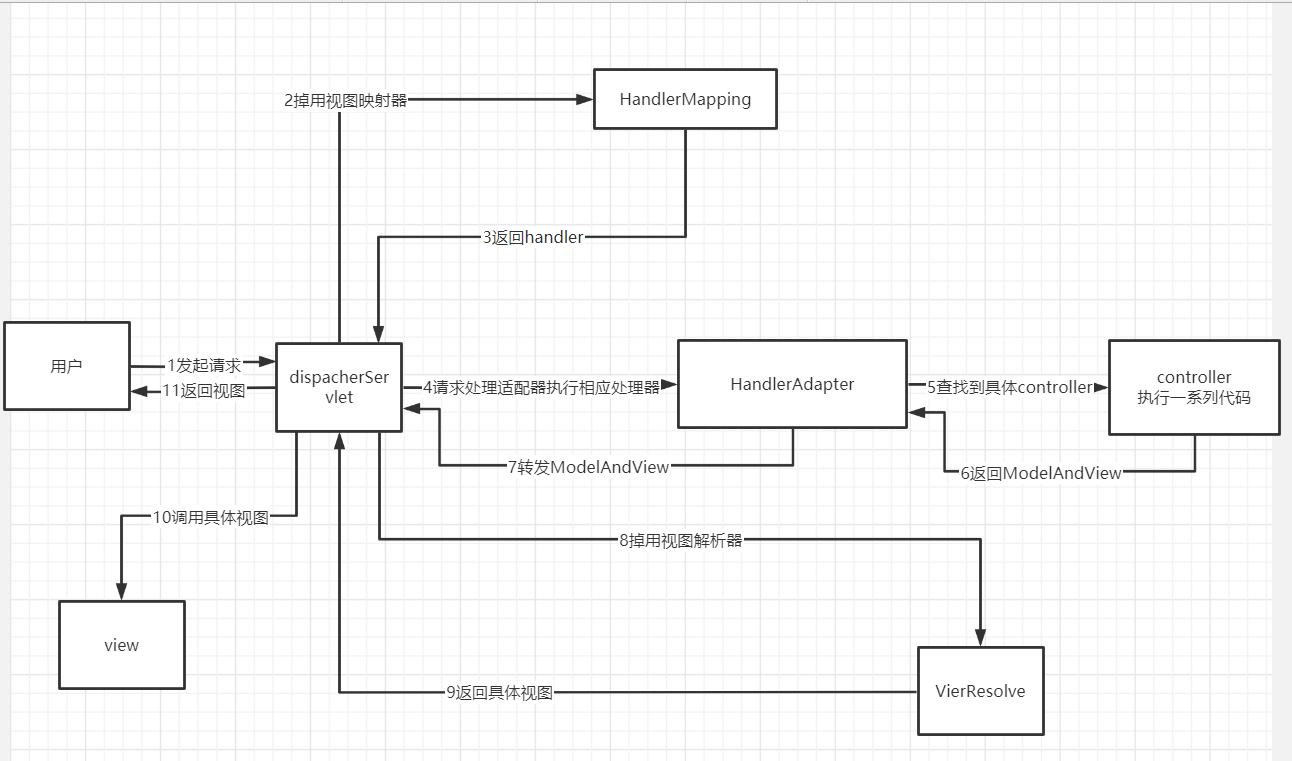 2掉用视图映射器
HandlerMapping
3返回handler
用户
1发起请求
11返回视图
dispacherSer
vlet
4请求处理适配器执行相应处理器
HandlerAdapter
5查找到具体controller
controller
执行一系列代码
7转发ModelAndView
6返回ModelAndView
10调用具体视图
8掉用视图解析器
view
9返回具体视图
VierResolve